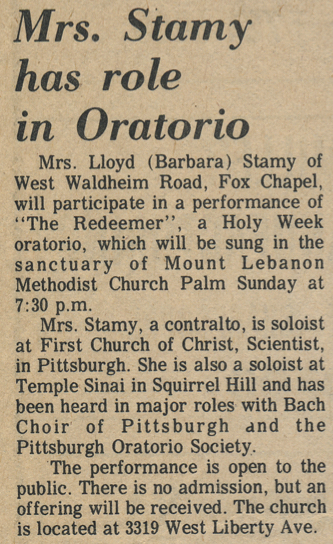 Mrs. Stamy
has role
in Oratorio
Mrs. Lloyd (Barbara) Stamy of
West Waldheim Road, Fox Chapel,
will participate in a performance of
"The Redeemer", a Holy Week
oratorio, which will be sung in the
sanctuary of Mount Lebanon
Methodist Church Palm Sunday at
7:30 p.m.
Mrs. Stamy, a contralto, is soloist
at First Church of Christ, Scientist,
in Pittsburgh. She is also a soloist at
Temple Sinai in Squirrel Hill and has
been heard in major roles with Bach
Choir of Pittsburgh and the
Pittsburgh Oratorio Society.
The performance is open to the
public. There is no admission, but an
offering will be received. The church
is located at 3319 West Liberty Ave.